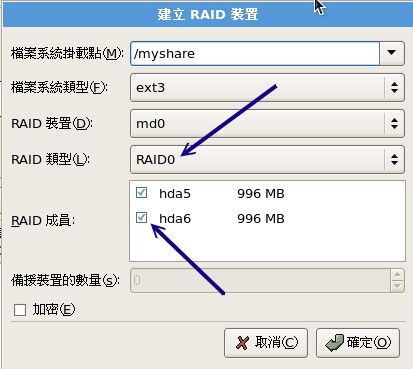 建立 RAID 裝置
檔案系統掛載點(M): /myshare
檔案系統類型(F): ext3
RAID 裝置(D): md0
RAID 類型(L): RAID0
RAID 成員:
hda5 996 MB
hda6 996 MB
備援裝置的數量(s): 0
加密(E)
取消(C) 確定(O)